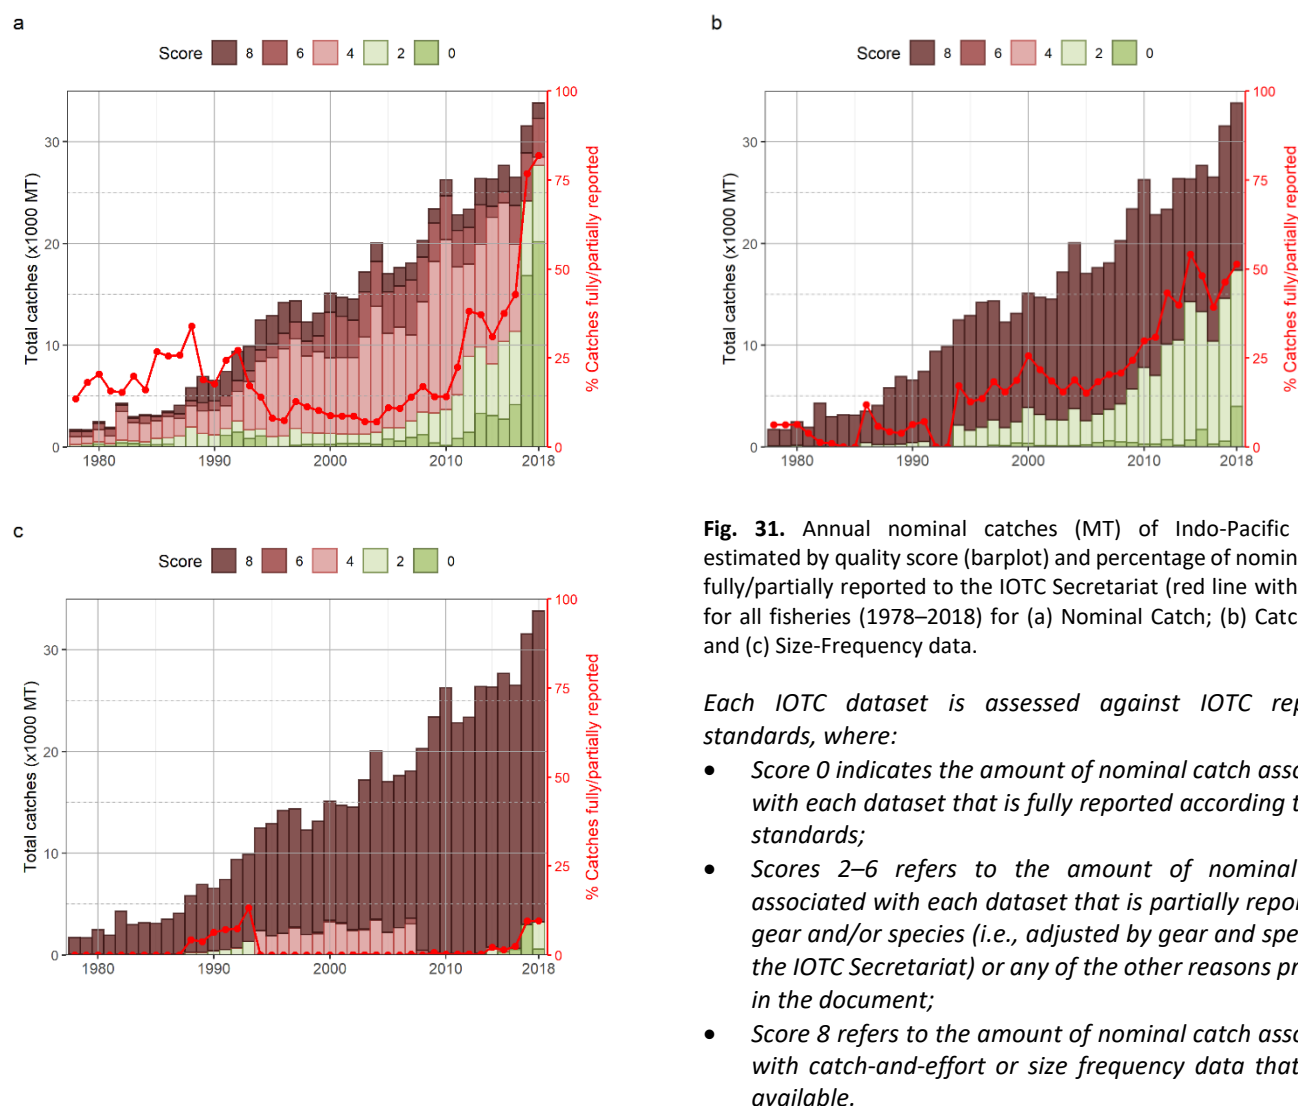 a
Score 8 6 4 2 0
Total catches (x1000 MT)
30
20
10
0
1980 1990 2000 2010 2018
100
75
50
25
0
% Catches fully/partially reported
b
Score 8 6 4 2 0
Total catches (x1000 MT)
30
20
10
0
1980 1990 2000 2010 2018
100
75
50
25
0
% Catches fully/partially reported
c
Score 8 6 4 2 0
Total catches (x1000 MT)
30
20
10
0
1980 1990 2000 2010 2018
100
75
50
25
0
% Catches fully/partially reported
Fig. 31. Annual nominal catches (MT) of Indo-Pacific
estimated by quality score (barplot) and percentage of nomin
fully/partially reported to the IOTC Secretariat (red line with
for all fisheries (1978–2018) for (a) Nominal Catch; (b) Catc
and (c) Size-Frequency data.
Each IOTC dataset is assessed against IOTC rep
standards, where:
• Score 0 indicates the amount of nominal catch asso
with each dataset that is fully reported according t
standards;
• Scores 2–6 refers to the amount of nominal
associated with each dataset that is partially repor
gear and/or species (i.e., adjusted by gear and spe
the IOTC Secretariat) or any of the other reasons pr
in the document;
• Score 8 refers to the amount of nominal catch asso
with catch-and-effort or size frequency data that
available.